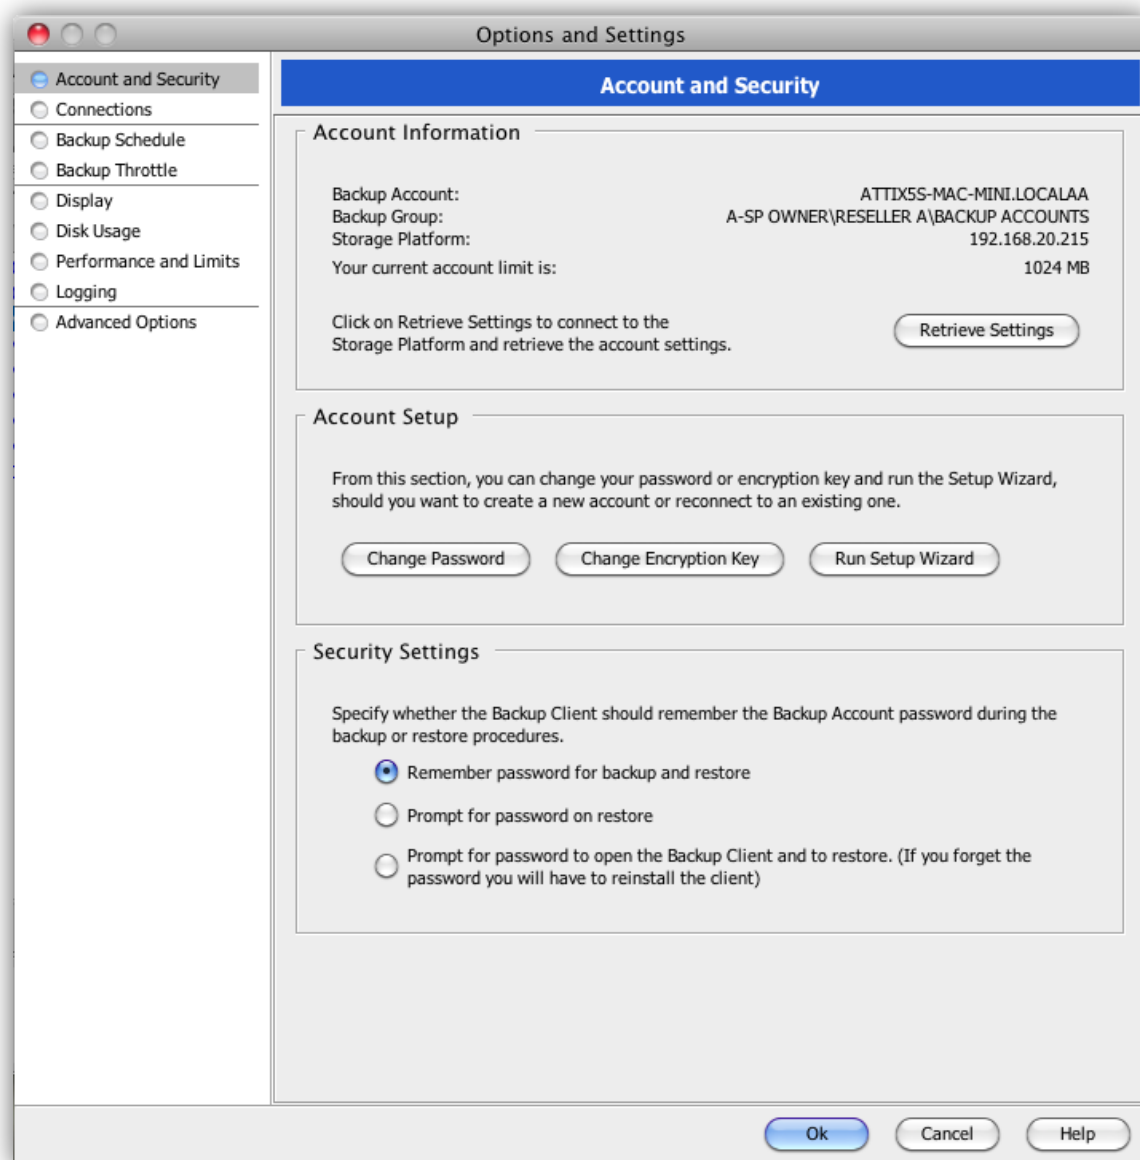 Options and Settings
Account and Security
Connections
Backup Schedule
Backup Throttle
Display
Disk Usage
Performance and Limits
Logging
Advanced Options
Account and Security
Account Information
Backup Account: ATTIX5S-MAC-MINI.LOCALAA
Backup Group: A-SP OWNER\RESELLER A\BACKUP ACCOUNTS
Storage Platform: 192.168.20.215
Your current account limit is: 1024 MB
Click on Retrieve Settings to connect to the
Storage Platform and retrieve the account settings.
Retrieve Settings
Account Setup
From this section, you can change your password or encryption key and run the Setup Wizard,
should you want to create a new account or reconnect to an existing one.
Change Password Change Encryption Key Run Setup Wizard
Security Settings
Specify whether the Backup Client should remember the Backup Account password during the
backup or restore procedures.
Remember password for backup and restore
Prompt for password on restore
Prompt for password to open the Backup Client and to restore. (If you forget the
password you will have to reinstall the client)
Ok Cancel Help